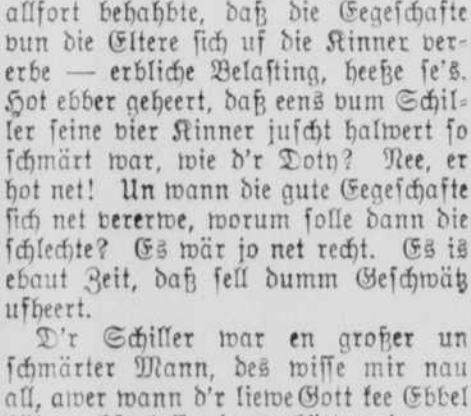 allfort behahbte, daß die Eegeschafte
vun die Eltere sich uf die Kinner ver-
erbe — erbliche Belasting, heeße se's.
Hot ebber geheert, daß eens vum Schil-
ler seine vier Kinner juscht halwert so
schmärt war, wie d'r Doty? Nee, er
hot net! Un wann die gute Eegeschafte
sich net vererwe, worum solle dann die
schlechte? Es wär jo net recht. Es is
ebaut Zeit, daß sell dumm Geschwätz
ufheert.
D'r Schiller war en großer un
schmärter Mann, des wisse mir nau
all, awer wann d'r liewe Gott kee Ebbel